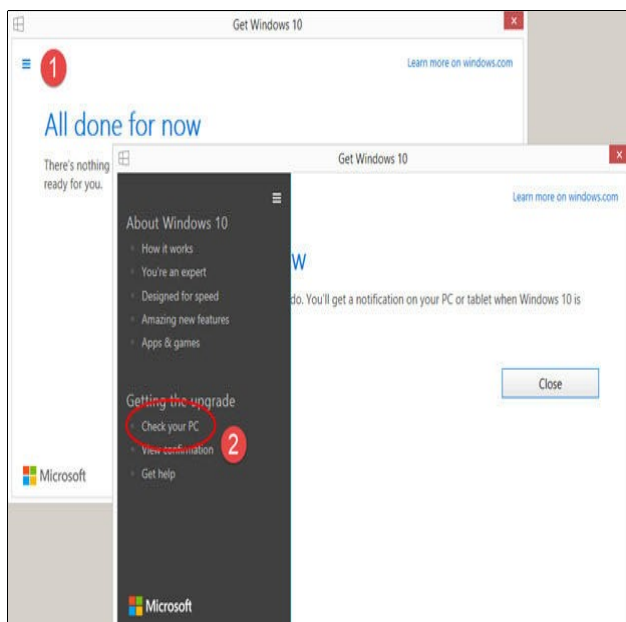 Get Windows 10
x
1
Learn more on windows.com
All done for now
There's nothing
ready for you.
Microsoft
Get Windows 10
x
Learn more on windows.com
About Windows 10
How it works
You're an expert
Designed for speed
Amazing new features
Apps & games
w
do. You'll get a notification on your PC or tablet when Windows 10 is
Close
Getting the upgrade
Check your PC
View confirmation
2
Get help
Microsoft